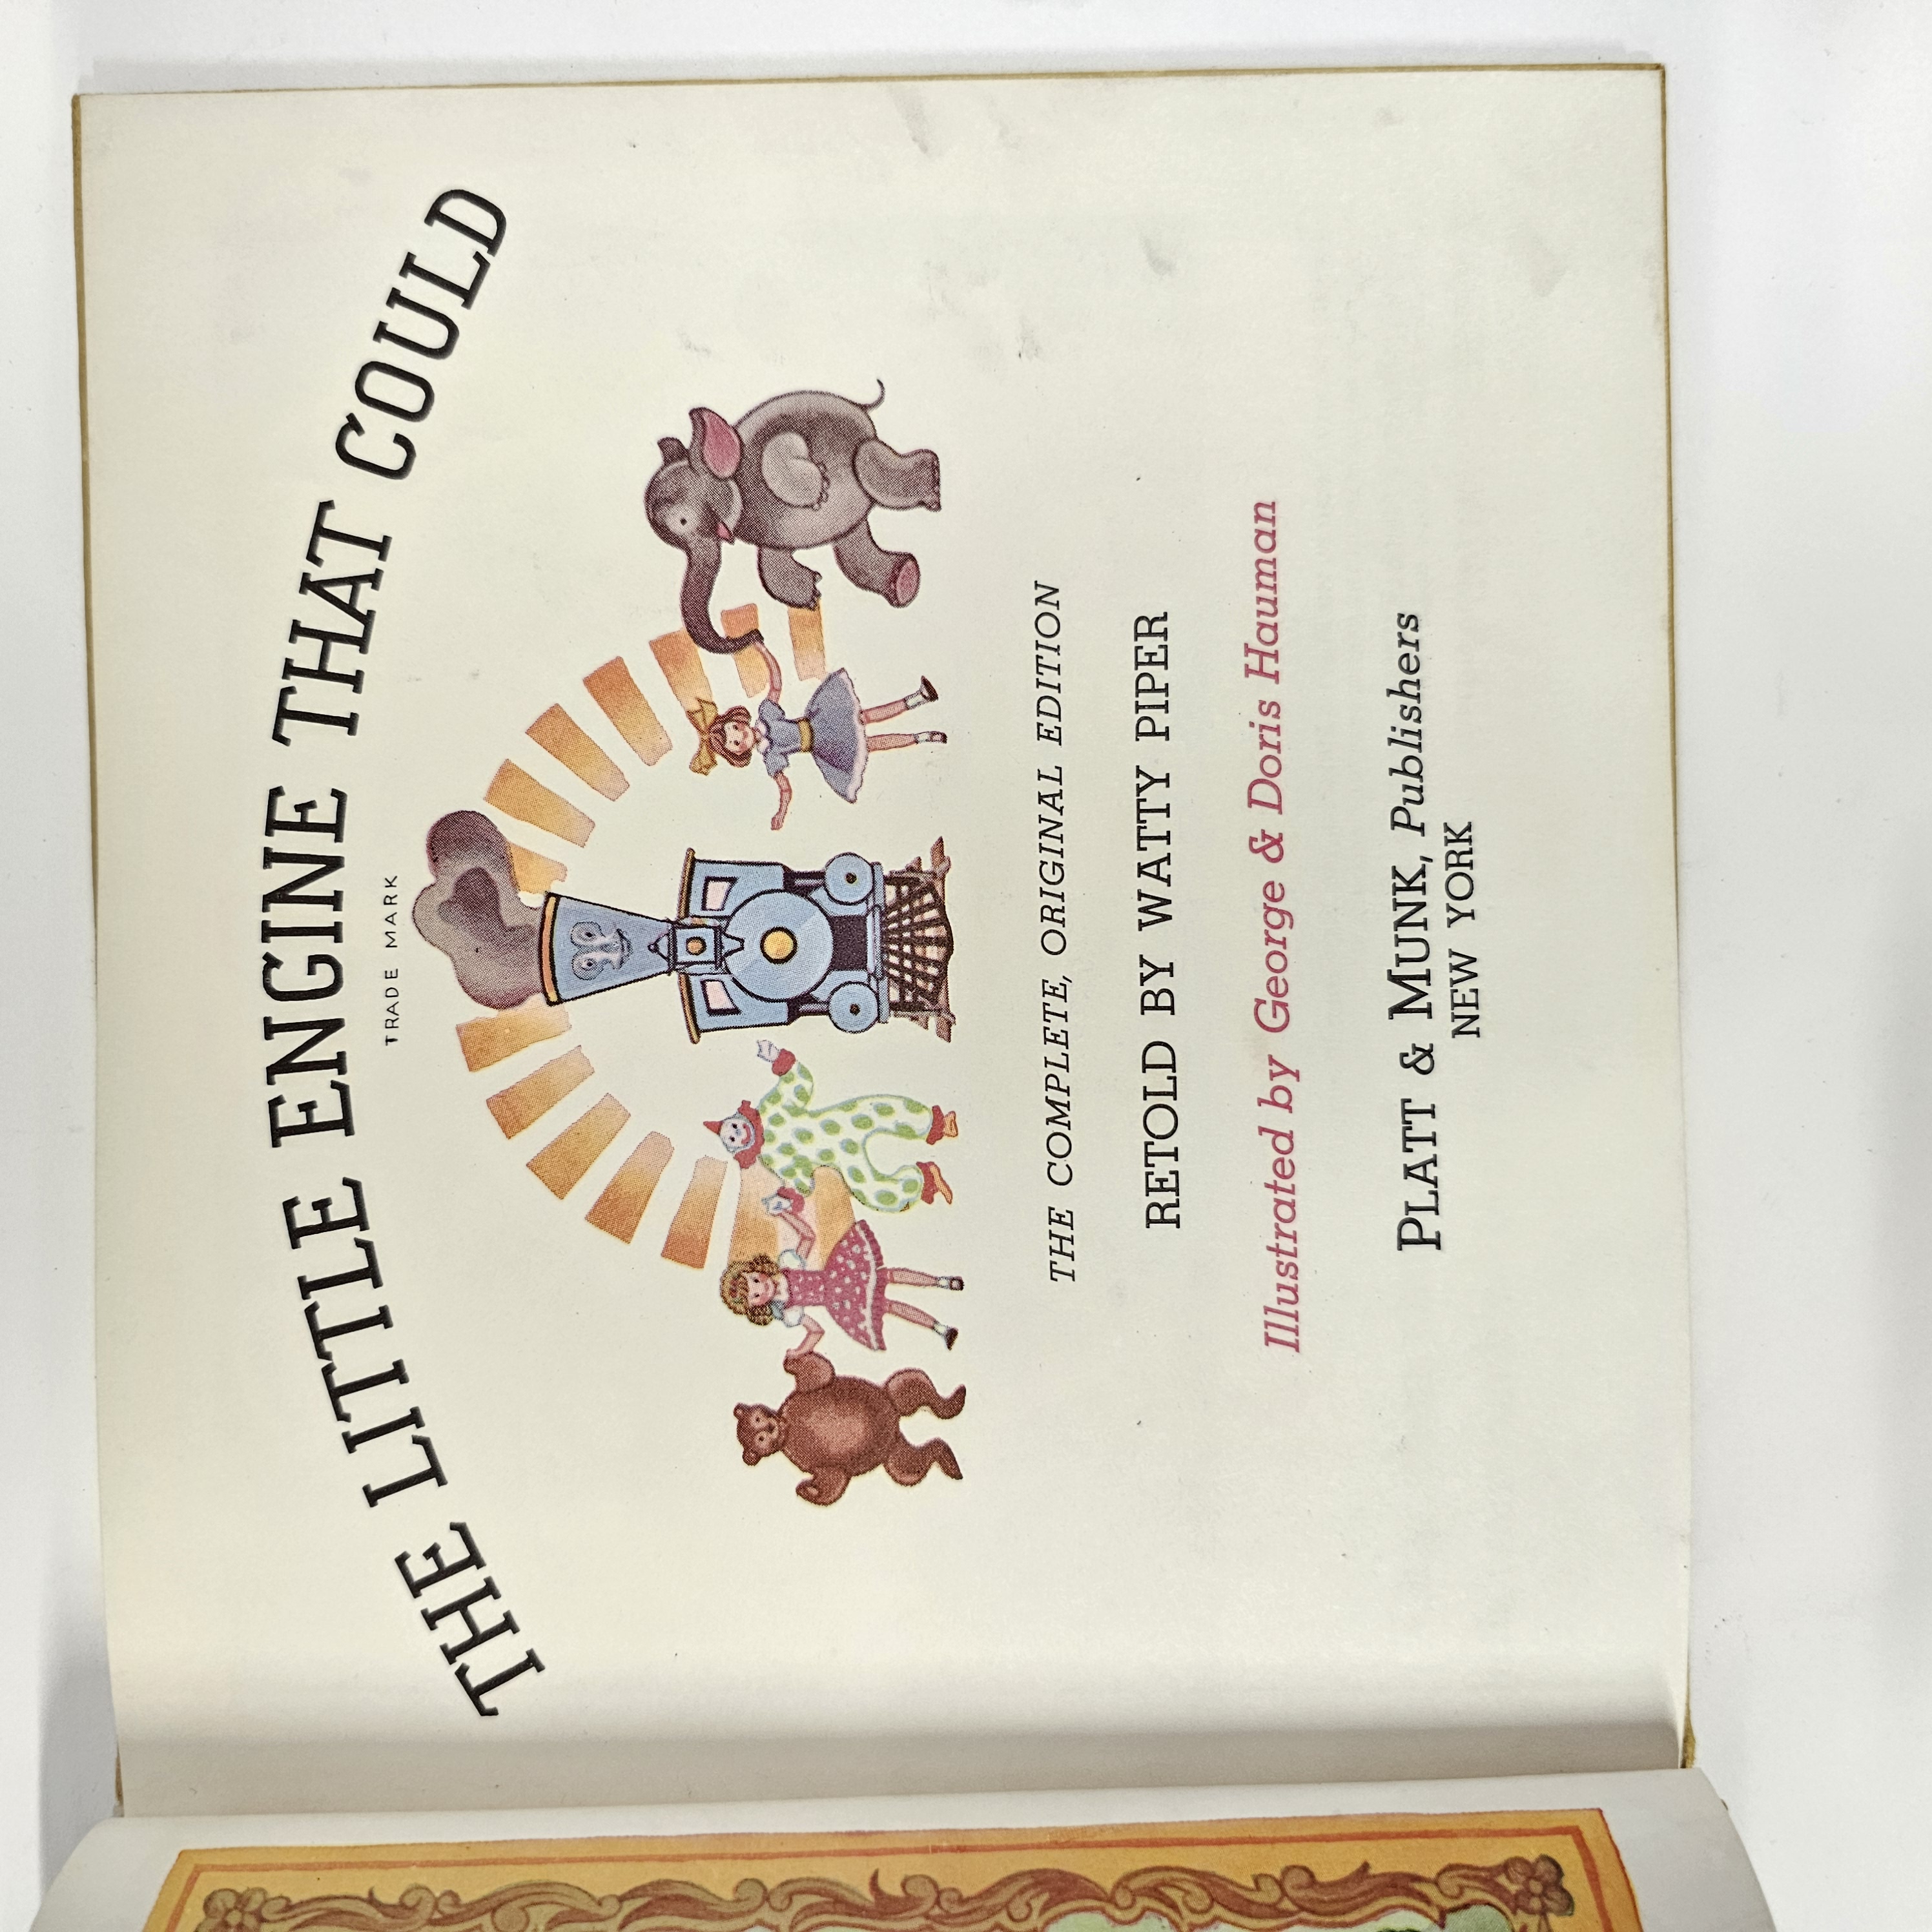 THE LITTLE ENGINE THAT COULD
TRADE MARK
THE COMPLETE, ORIGINAL EDITION
RETOLD BY WATTY PIPER
Illustrated by George & Doris Hauman
PLATT & MUNK, Publishers
NEW YORK